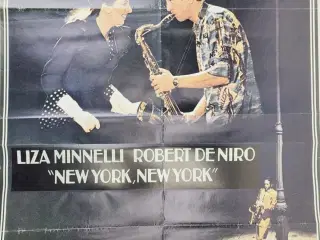 LIZA MINNELLI ROBERT DE NIRO
"NEW YORK, NEW YORK"